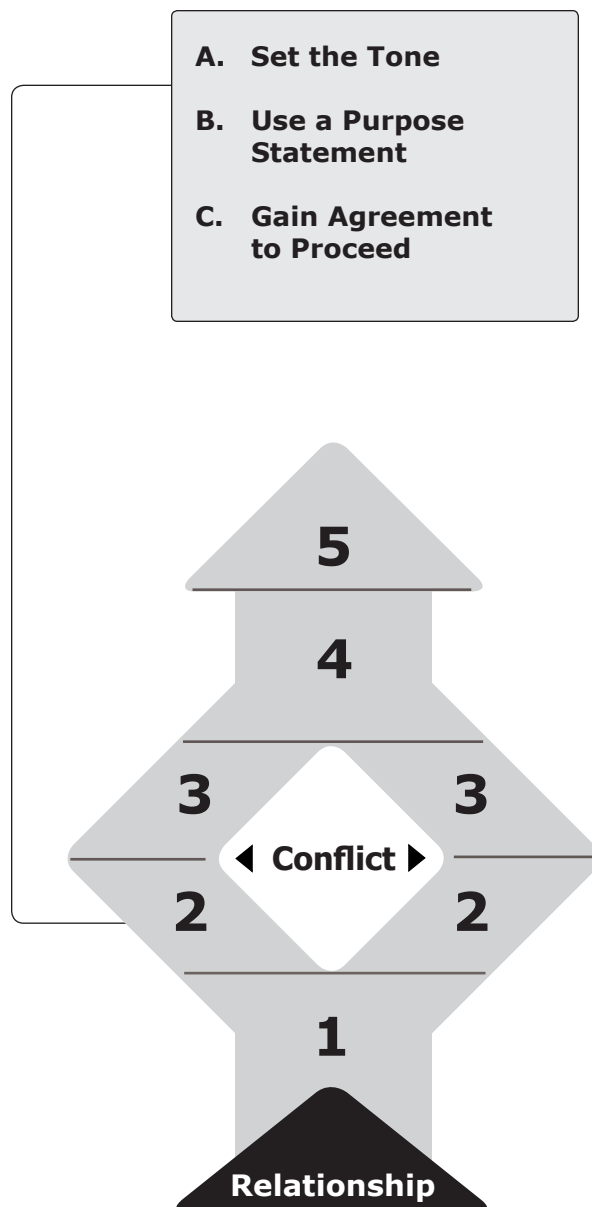 A. Set the Tone
B. Use a Purpose
Statement
C. Gain Agreement
to Proceed
5
4
3 3
Conflict
2 2
1
Relationship